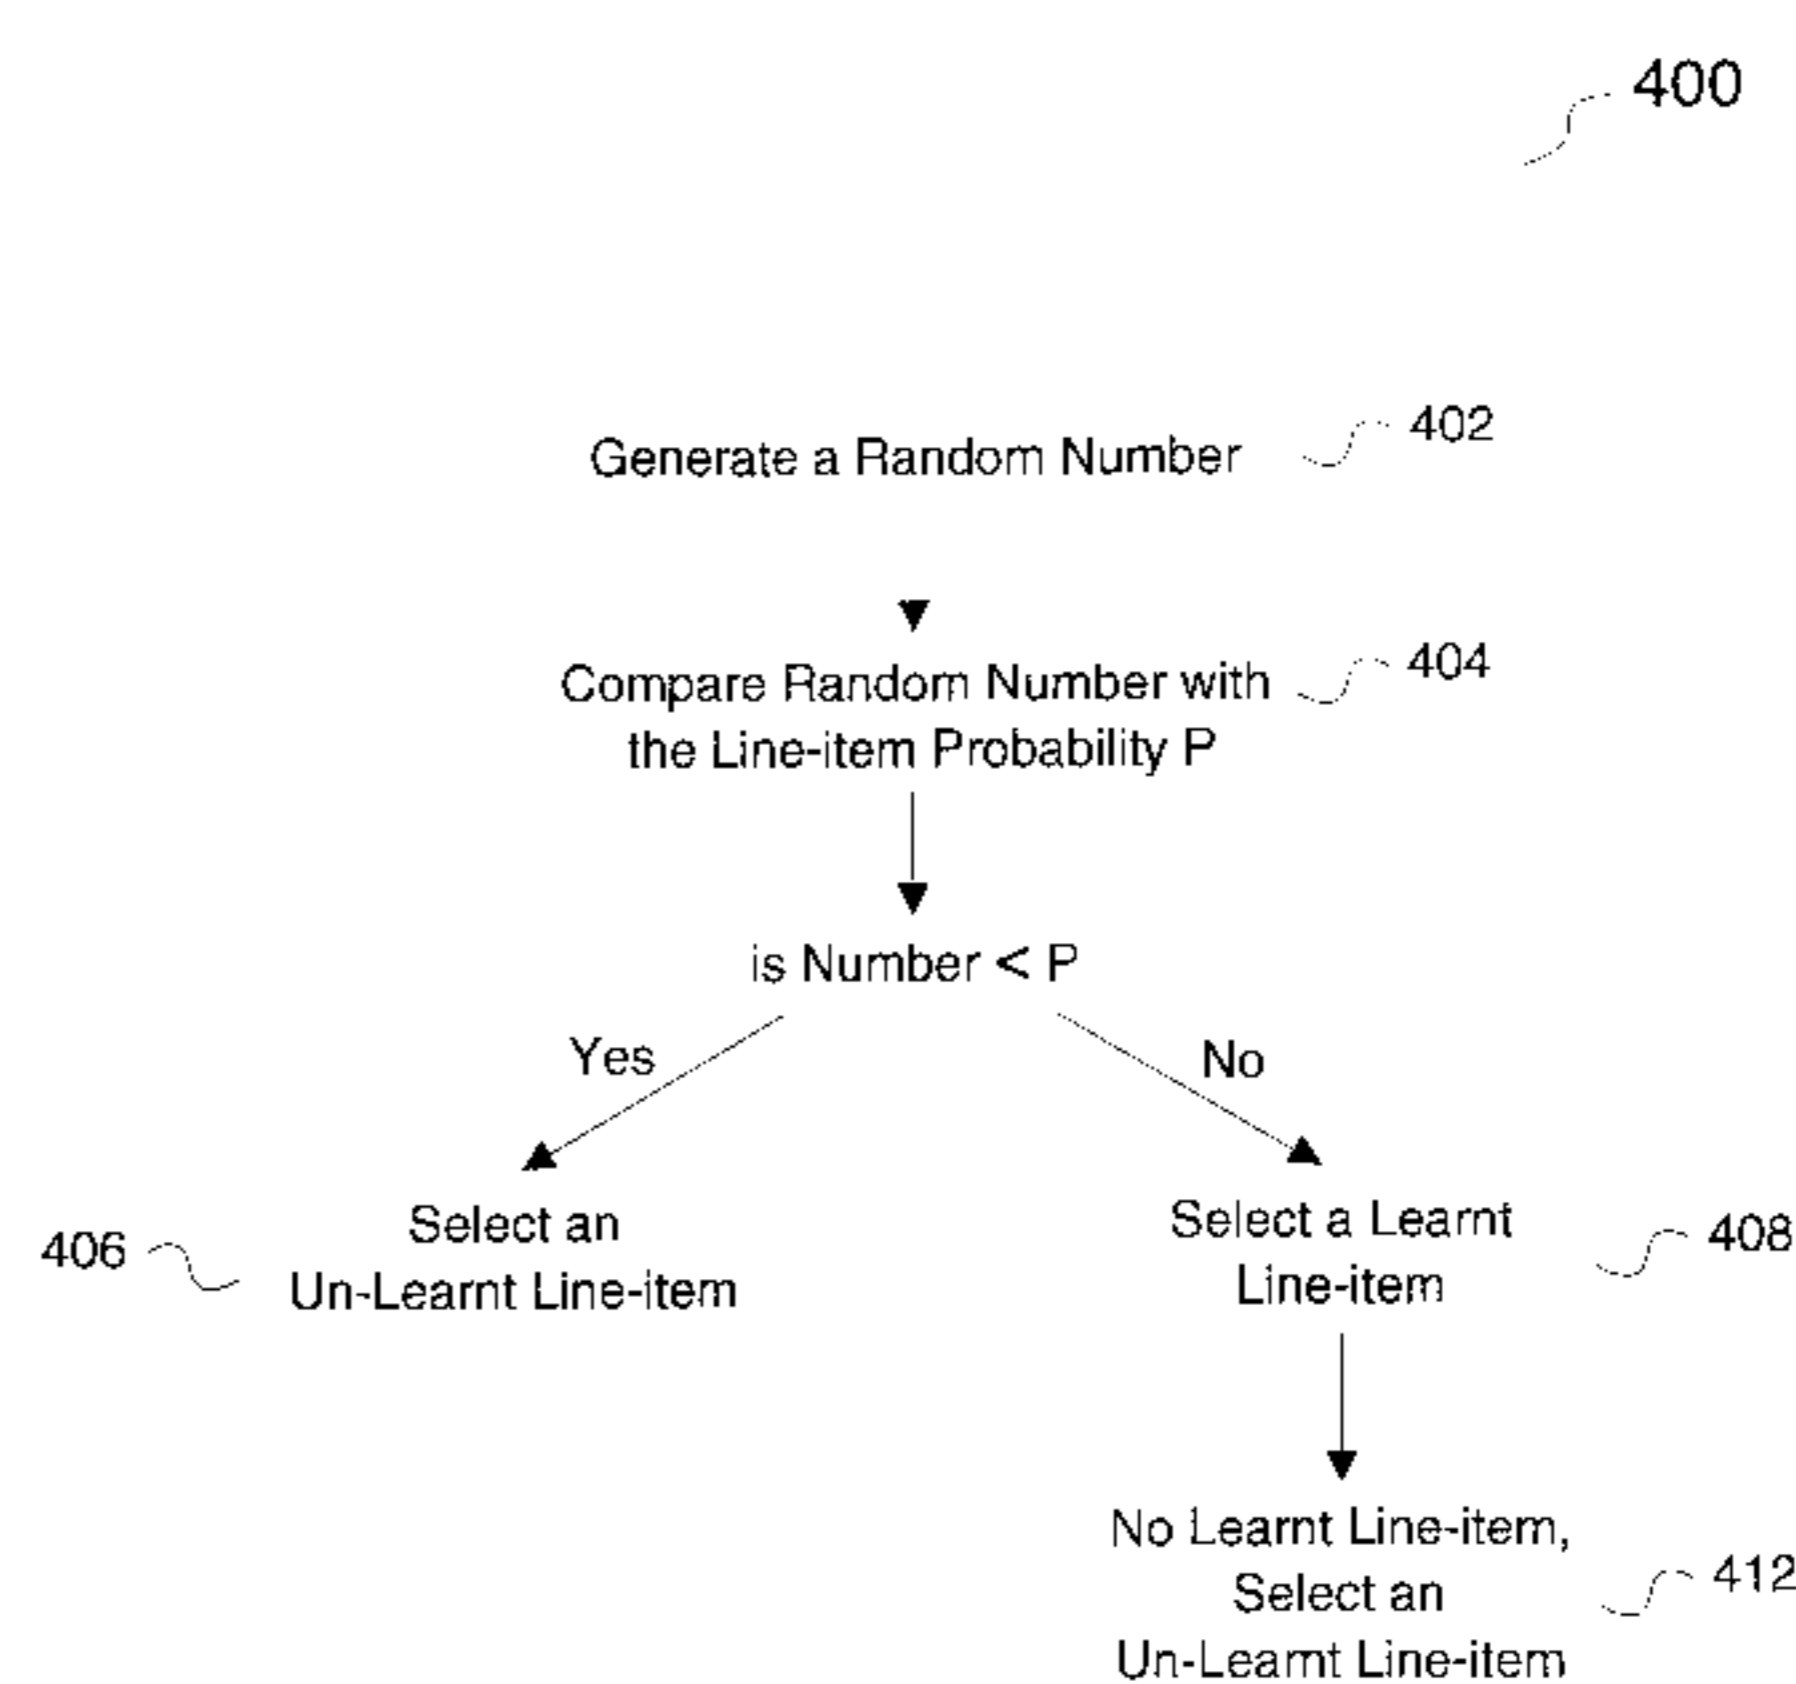 400
Generate a Random Number
402
Compare Random Number with
the Line-item Probability P
404
is Number < P
Yes
No
406
Select an
Un-Learnt Line-item
Select a Learnt
Line-item
408
No Learnt Line-item,
Select an
Un-Learnt Line-item
412